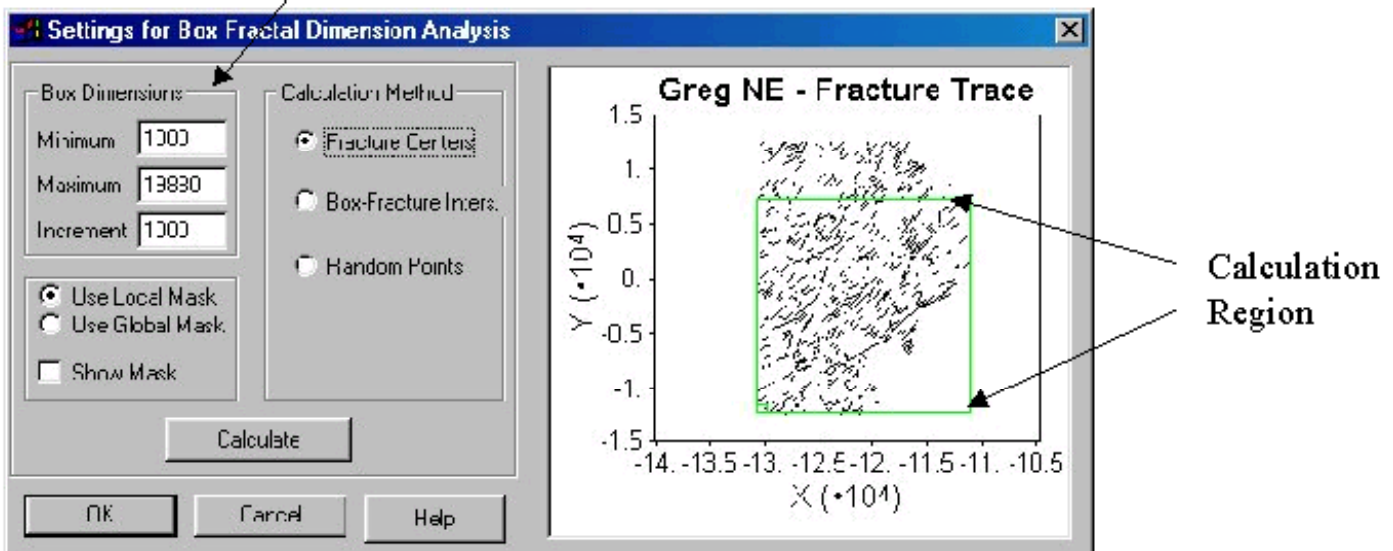 Settings for Box Fractal Dimension Analysis
Box Dimensions
Minimum 1000
Maximum 19830
Increment 1000
Use Local Mask
Use Global Mask
Show Mask
Calculation Method
Fracture Centers
Box-Fracture Inters.
Random Points
Calculate
OK
Cancel
Help
Greg NE - Fracture Trace
1.5
1.
0.5
0.
-0.5
-1.
-1.5
Y (•10⁴)
-14. -13.5 -13. -12.5 -12. -11.5 -11. -10.5
X (•10⁴)
Calculation
Region